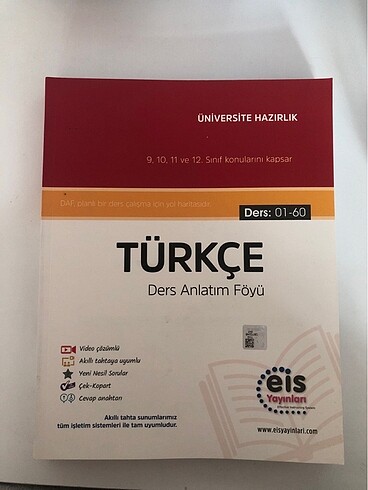 ÜNİVERSİTE HAZIRLIK
9, 10, 11 ve 12. Sınıf konularını kapsar
DAF, planlı bir ders çalışma için yol haritasıdır.
Ders: 01-60
TÜRKÇE
Ders Anlatım Föyü
Video çözümlü
Akıllı tahtaya uyumlu
Yeni Nesil Sorular
Çek-Kopart
Cevap anahtarı
eis
Yayınları
Akıllı tahta sunumlarımız
tüm işletim sistemleri ile tam uyumludur.
www.eisyayinlari.com